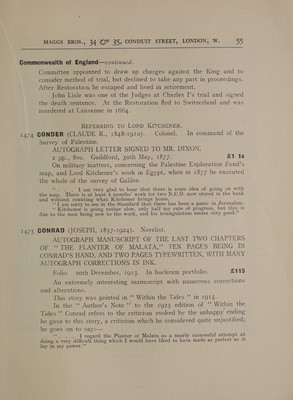 MAGGS BROS., 34 & 35, CONDUIT STREET, LONDON, W. 55
Commonwealth of England—continued.
Committee appointed to draw up charges against the King and to
consider method of trial, but declined to take any part in proceedings.
After Restoration he escaped and lived in retirement.
John Lisle was one of the Judges at Charles I's trial and signed
the death sentence. At the Restoration fled to Switzerland and was
murdered at Lausanne in 1664.
REFERRING TO LORD KITCHENER.
1474 CONDER (CLAUDE R., 1848-1910). Colonel. In command of the
Survey of Palestine.
AUTOGRAPH LETTER SIGNED TO MR. DIXON.
2 pp., 8vo. Guildford, 30th May, 1877. £1 1s
On military matters, concerning the Palestine Exploration Fund's
map, and Lord Kitchener's work in Egypt, when in 1877 he executed
the whole of the survey of Galilee.
". . . I am very glad to hear that there is some idea of going on with
the map. There is at least 6 months' work for two N.C.O. now stored in the bank
and without counting what Kitchener brings home.
"I am sorry to see in the Standard that there has been a panic in Jerusalem.
"Kitchener is going rather slow, only half my rate of progress, but this is
due to the men being new to the work, and his triangulation seems very good."
1475 CONRAD (JOSEPH, 1857-1924). Novelist.
AUTOGRAPH MANUSCRIPT OF THE LAST TWO CHAPTERS
OF "THE PLANTER OF MALATA," TEN PAGES BEING IN
CONRAD'S HAND, AND TWO PAGES TYPEWRITTEN, WITH MANY
AUTOGRAPH CORRECTIONS IN INK.
Folio. 20th December, 1913. In buckram portfolio. £115
An extremely interesting manuscript with numerous corrections
and alterations.
This story was printed in "Within the Tides" in 1915.
In the "Author's Note" to the 1923 edition of "Within the
Tides" Conrad refers to the criticism evoked by the unhappy ending
he gave to this story, a criticism which he considered quite unjustified;
he goes on to say:—
". . . I regard the Planter of Malata as a nearly successful attempt at
doing a very difficult thing which I would have liked to have made as perfect as it
lay in my power."